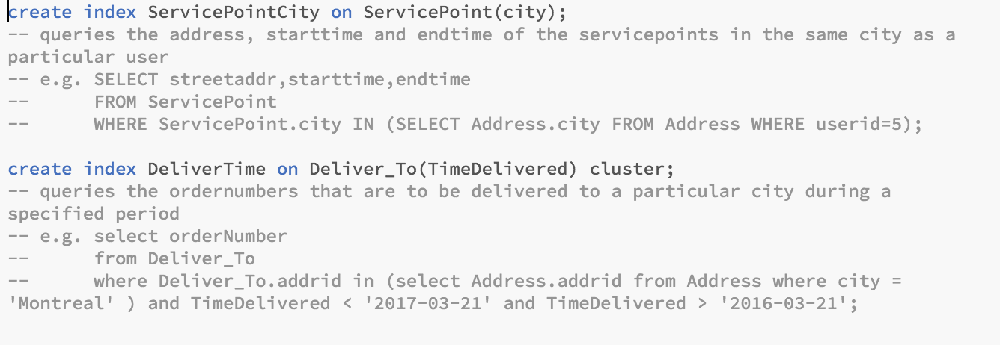 create index ServicePointCity on ServicePoint(city);
-- queries the address, starttime and endtime of the servicepoints in the same city as a
particular user
-- e.g. SELECT streetaddr,starttime,endtime
--      FROM ServicePoint
--      WHERE ServicePoint.city IN (SELECT Address.city FROM Address WHERE userid=5);

create index DeliverTime on Deliver_To(TimeDelivered) cluster;
-- queries the ordernumbers that are to be delivered to a particular city during a
specified period
-- e.g. select orderNumber
--      from Deliver_To
--      where Deliver_To.addrid in (select Address.addrid from Address where city =
'Montreal' ) and TimeDelivered < '2017-03-21' and TimeDelivered > '2016-03-21';